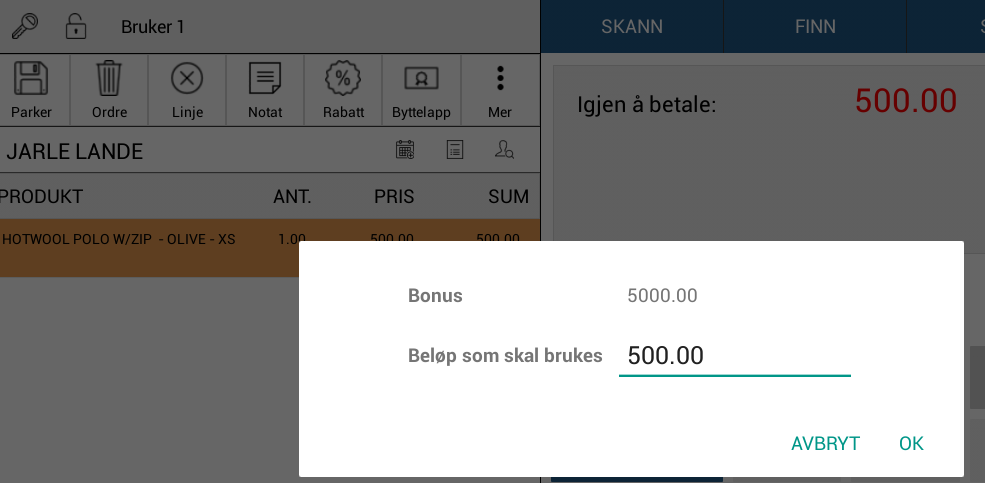 Bruker 1
SKANN FINN
Parker Ordre Linje Notat Rabatt Byttelapp Mer
Igjen å betale: 500.00
JARLE LANDE
PRODUKT ANT. PRIS SUM
HOTWOOL POLO W/ZIP - OLIVE - XS 1.00 500.00 500.00
Bonus 5000.00
Beløp som skal brukes 500.00
AVBRYT OK